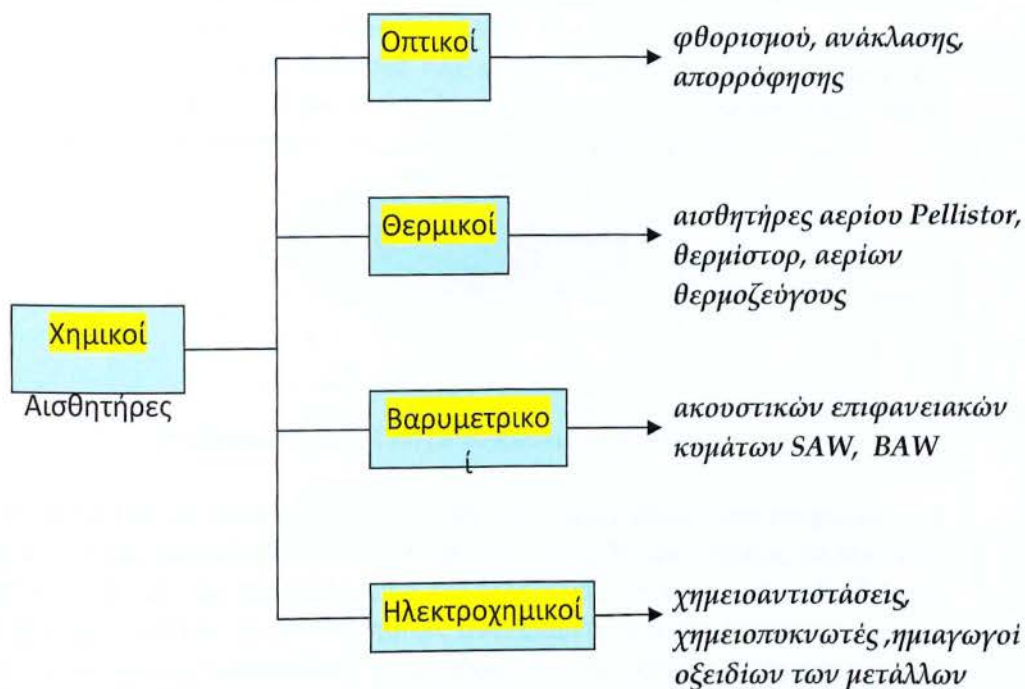 Οπτικοί
φθορισμού, ανάκλασης,
απορρόφησης
Θερμικοί
αισθητήρες αερίου Pellistor,
θερμίστορ, αερίων
θερμοζεύγους
Χημικοί
Αισθητήρες
Βαρυμετρικο
ί
ακουστικών επιφανειακών
κυμάτων SAW, BAW
Ηλεκτροχημικοί
χημειοαντιστάσεις,
χημειοπυκνωτές ,ημιαγωγοί
οξειδίων των μετάλλων